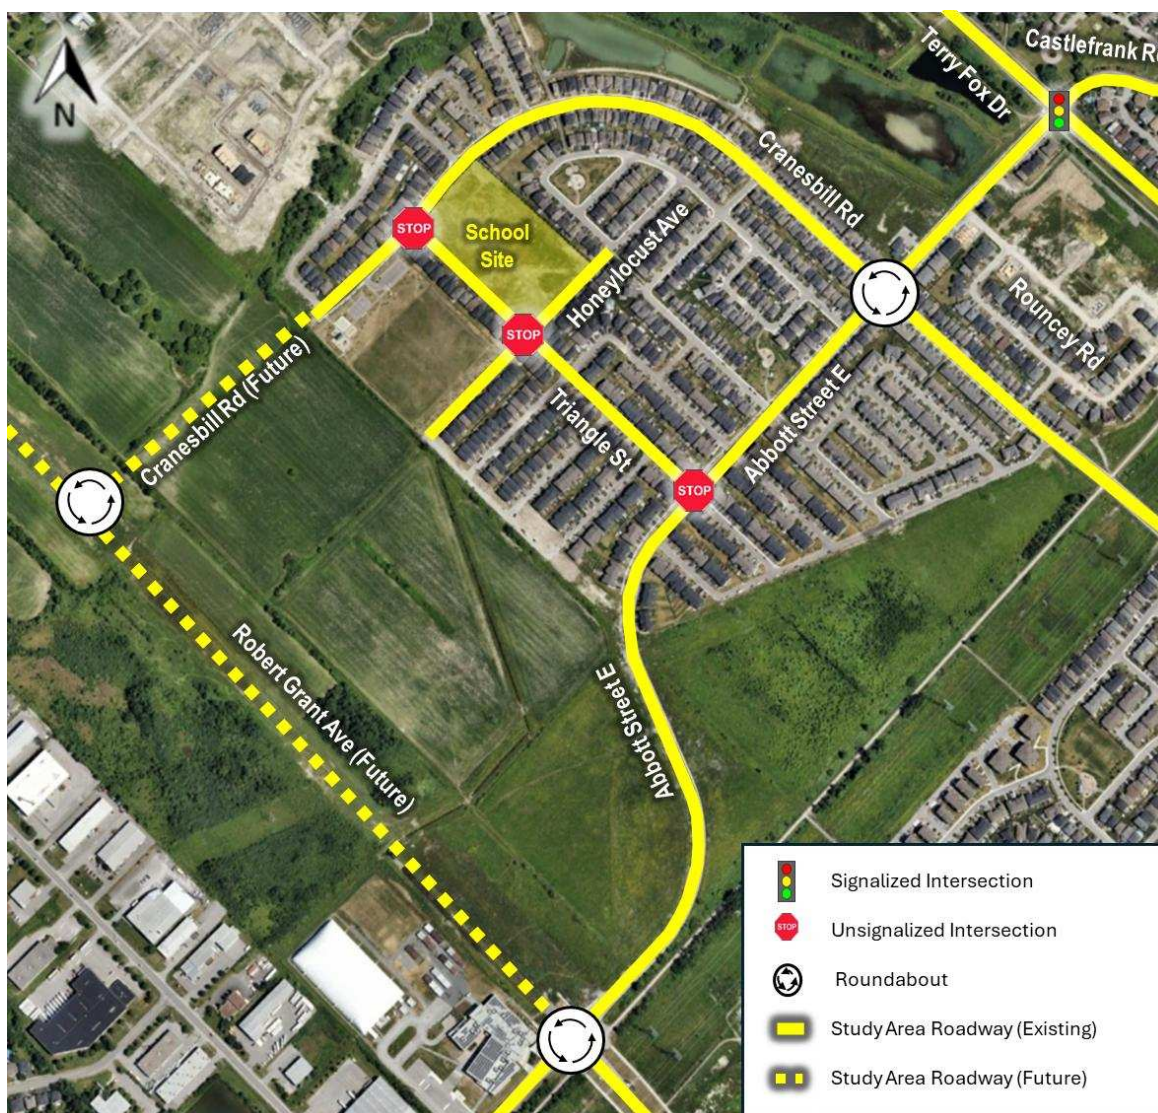 N
Terry Fox Dr
Castlefrank R
Cranesbill Rd
School
Site
STOP
Honeylocust Ave
STOP
Rouncey Rd
Cranesbill Rd (Future)
Triangle St
Abbott Street E
STOP
Robert Grant Ave (Future)
Abbott Street E
Signalized Intersection
STOP
Unsignalized Intersection
Roundabout
Study Area Roadway (Existing)
Study Area Roadway (Future)